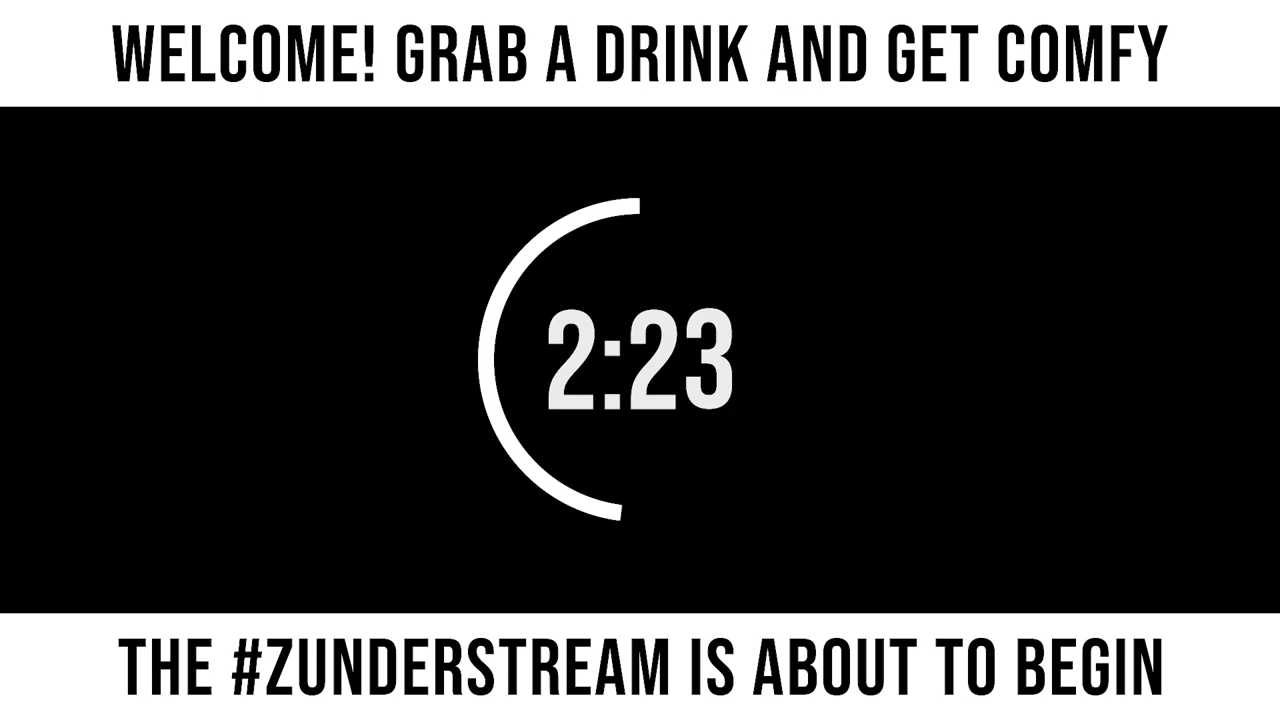 WELCOME! GRAB A DRINK AND GET COMFY
2:23
THE #ZUNDERSTREAM IS ABOUT TO BEGIN